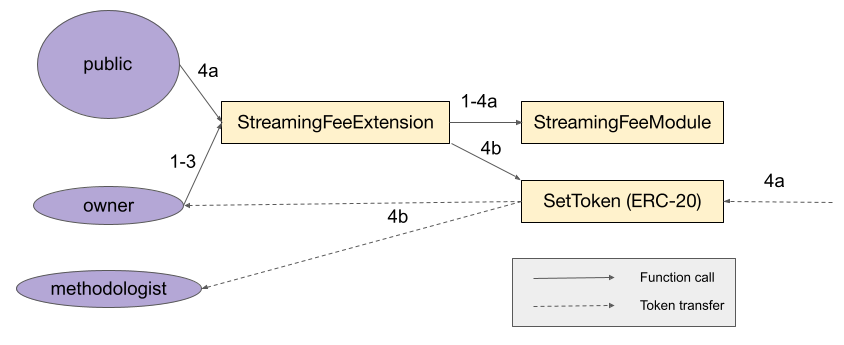 public
4a
1-4a
StreamingFeeExtension
StreamingFeeModule
4b
1-3
4a
owner
SetToken (ERC-20)
4b
methodologist
Function call
Token transfer